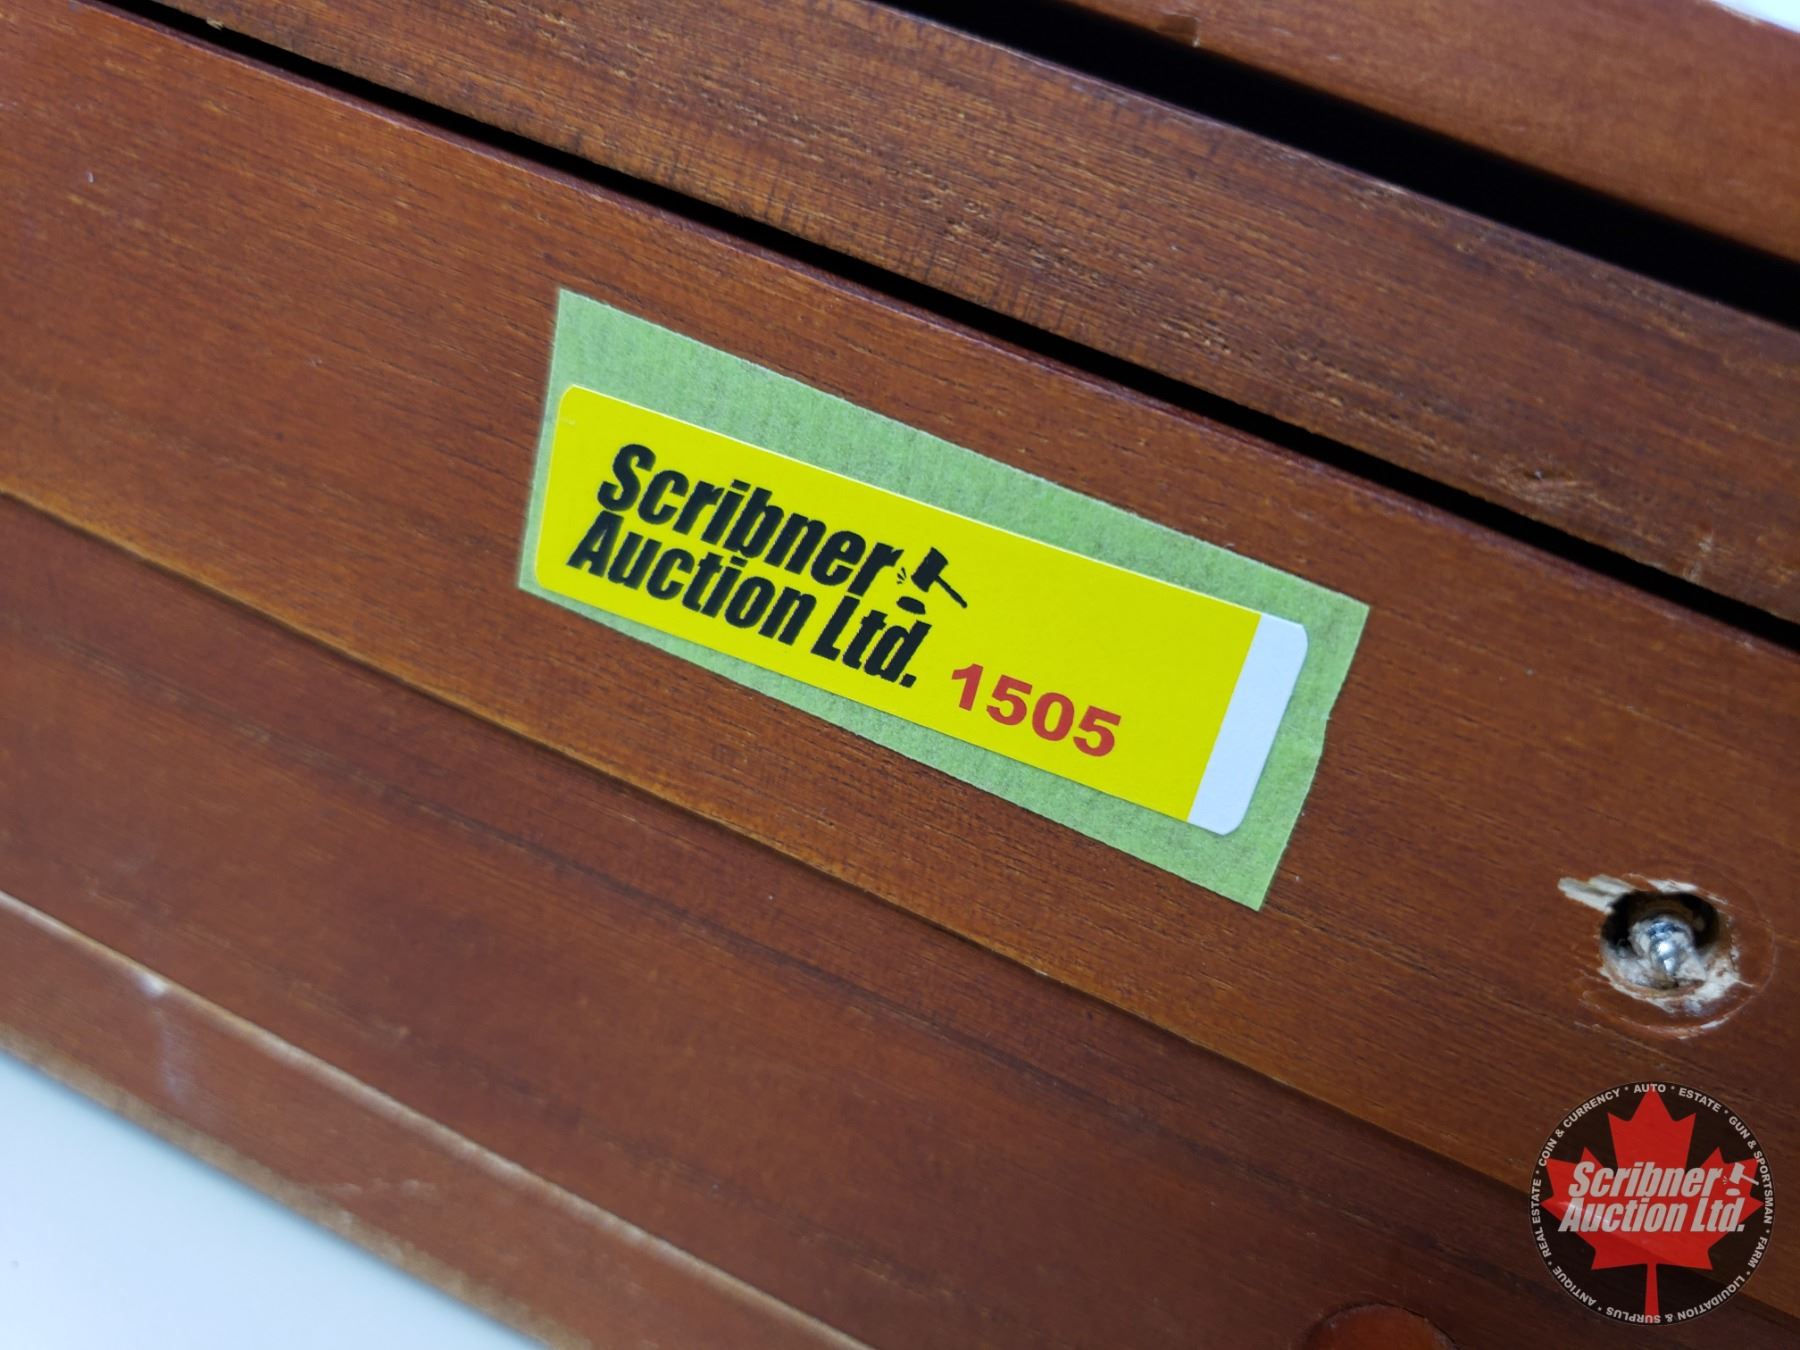 Scribner
Auction Ltd.
1505
COIN & CURRENCY * AUTO * ESTATE * GUN & SPORTSMAN * FARM * LIQUIDATION & SURPLUS * ANTIQUE * REAL ESTATE *
Scribner
Auction Ltd.